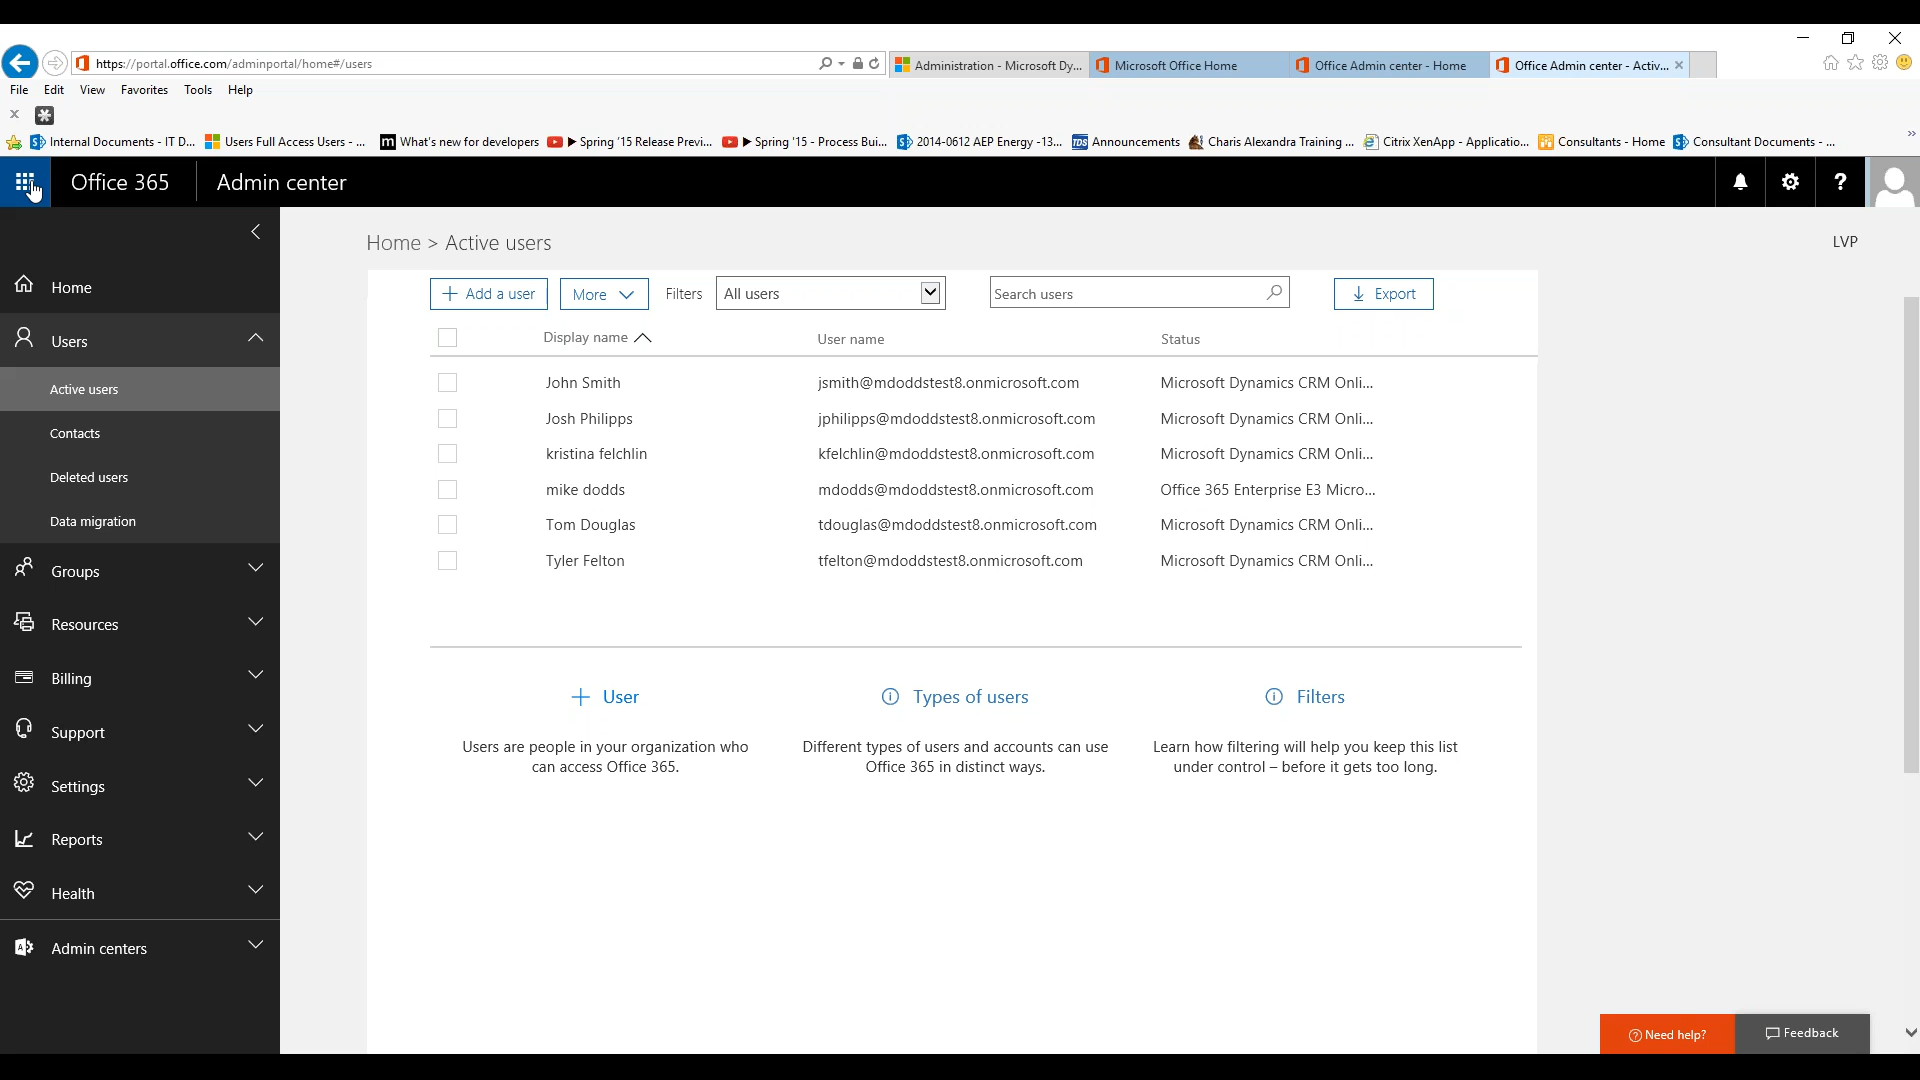 https://portal.office.com/adminportal/home#/users
Administration - Microsoft Dy...
Microsoft Office Home
Office Admin center - Home
Office Admin center - Activ...
File Edit View Favorites Tools Help
Internal Documents - IT D...
Users Full Access Users - ...
What's new for developers
Spring '15 Release Previ...
Spring '15 - Process Bui...
2014-0612 AEP Energy -13...
Announcements
Charis Alexandra Training ...
Citrix XenApp - Applicatio...
Consultants - Home
Consultant Documents - ...
Office 365
Admin center
Home > Active users
LVP
Home
Users
Active users
Contacts
Deleted users
Data migration
Groups
Resources
Billing
Support
Settings
Reports
Health
Admin centers
Add a user
More
Filters
All users
Search users
Export
Display name User name Status
John Smith jsmith@mdoddstest8.onmicrosoft.com Microsoft Dynamics CRM Onli...
Josh Philipps jphilipps@mdoddstest8.onmicrosoft.com Microsoft Dynamics CRM Onli...
kristina felchlin kfelchlin@mdoddstest8.onmicrosoft.com Microsoft Dynamics CRM Onli...
mike dodds mdodds@mdoddstest8.onmicrosoft.com Office 365 Enterprise E3 Micro...
Tom Douglas tdouglas@mdoddstest8.onmicrosoft.com Microsoft Dynamics CRM Onli...
Tyler Felton tfelton@mdoddstest8.onmicrosoft.com Microsoft Dynamics CRM Onli...
User
Users are people in your organization who
can access Office 365.
Types of users
Different types of users and accounts can use
Office 365 in distinct ways.
Filters
Learn how filtering will help you keep this list
under control – before it gets too long.
Need help?
Feedback